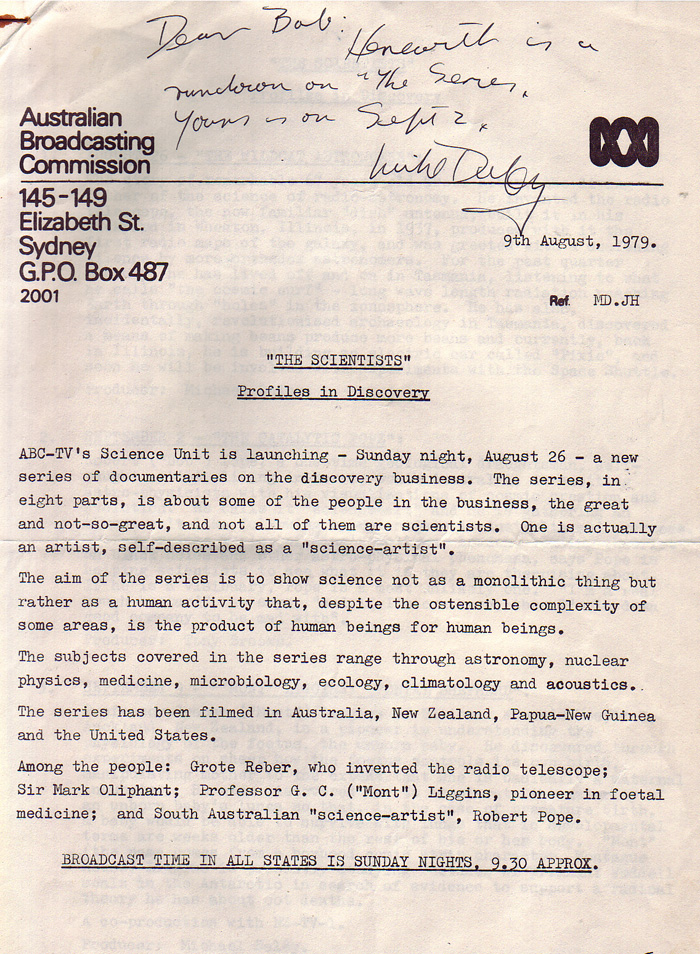 Dear Bob.
Herewith is a
rundown on "The Series.
Yours is on Sept 2.
Australian
Broadcasting
Commission
145-149
Elizabeth St.
Sydney
G.P.O. Box 487
2001
9th August, 1979.
Ref. MD.JH
"THE SCIENTISTS"
Profiles in Discovery
ABC-TV's Science Unit is launching - Sunday night, August 26 - a new
series of documentaries on the discovery business. The series, in
eight parts, is about some of the people in the business, the great
and not-so-great, and not all of them are scientists. One is actually
an artist, self-described as a "science-artist".
The aim of the series is to show science not as a monolithic thing but
rather as a human activity that, despite the ostensible complexity of
some areas, is the product of human beings for human beings.
The subjects covered in the series range through astronomy, nuclear
physics, medicine, microbiology, ecology, climatology and acoustics.
The series has been filmed in Australia, New Zealand, Papua-New Guinea
and the United States.
Among the people: Grote Reber, who invented the radio telescope;
Sir Mark Oliphant; Professor G. C. ("Mont") Liggins, pioneer in foetal
medicine; and South Australian "science-artist", Robert Pope.
BROADCAST TIME IN ALL STATES IS SUNDAY NIGHTS, 9.30 APPROX.